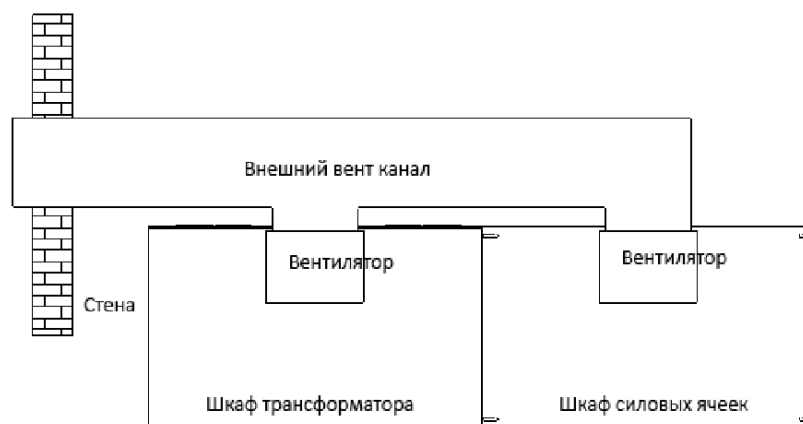 Внешний вент канал
Вентилятор
Вентилятор
Стена
Шкаф трансформатора
Шкаф силовых ячеек